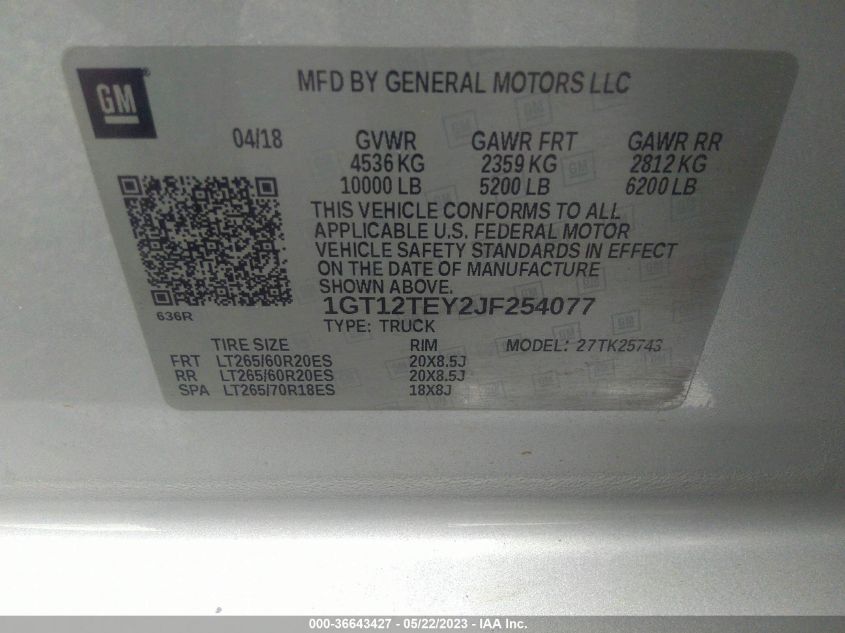 GM
MFD BY GENERAL MOTORS LLC
04/18 GVWR GAWR FRT GAWR RR
4536 KG 2359 KG 2812 KG
10000 LB 5200 LB 6200 LB
THIS VEHICLE CONFORMS TO ALL
APPLICABLE U.S. FEDERAL MOTOR
VEHICLE SAFETY STANDARDS IN EFFECT
ON THE DATE OF MANUFACTURE
SHOWN ABOVE.
636R
1GT12TEY2JF254077
TYPE: TRUCK
TIRE SIZE RIM MODEL: 27TK25743
FRT LT265/60R20ES 20X8.5J
RR LT265/60R20ES 20X8.5J
SPA LT265/70R18ES 18X8J
000-36643427 - 05/22/2023 - IAA Inc.